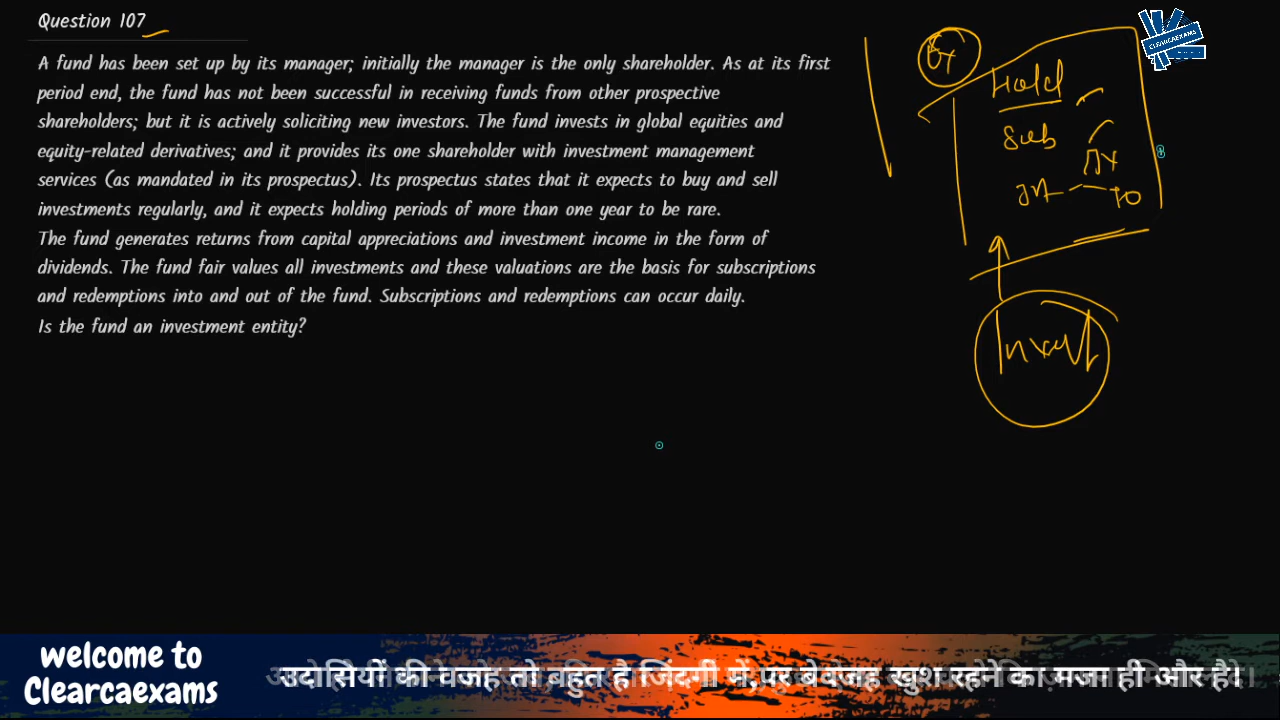 Question 107
A fund has been set up by its manager; initially the manager is the only shareholder. As at its first
period end, the fund has not been successful in receiving funds from other prospective
shareholders; but it is actively soliciting new investors. The fund invests in global equities and
equity-related derivatives; and it provides its one shareholder with investment management
services (as mandated in its prospectus). Its prospectus states that it expects to buy and sell
investments regularly, and it expects holding periods of more than one year to be rare.
The fund generates returns from capital appreciations and investment income in the form of
dividends. The fund fair values all investments and these valuations are the basis for subscriptions
and redemptions into and out of the fund. Subscriptions and redemptions can occur daily.
Is the fund an investment entity?
CLEARCAEXAMS
Hold
Sub
welcome to
Clearcaexams
उदासियों की वजह तो बहुत है जिंदगी में,पर बेवजह खुश रहने का मजा ही और है।